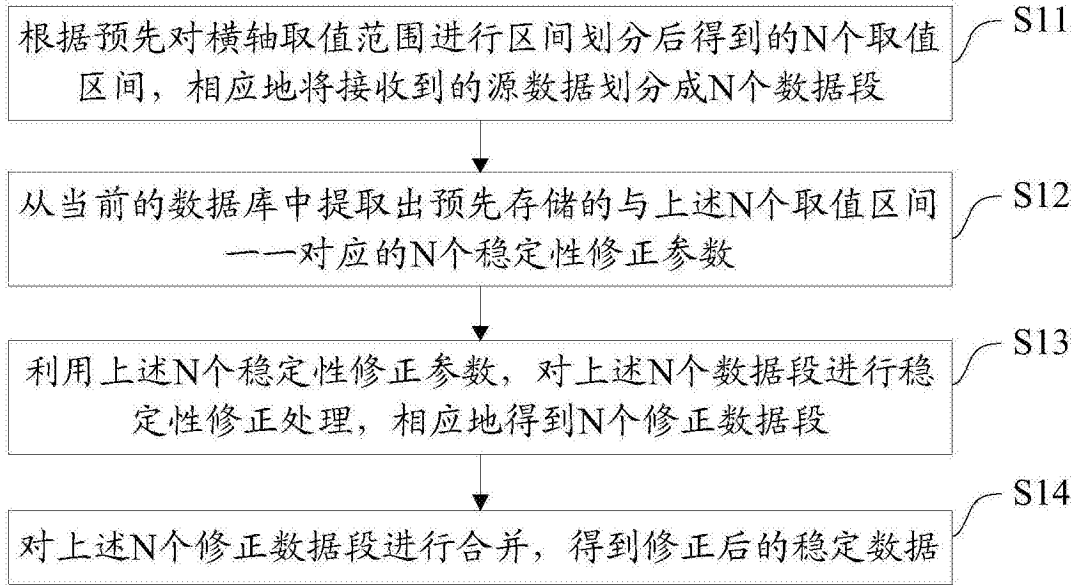 S11
根据预先对横轴取值范围进行区间划分后得到的N个取值
区间，相应地将接收到的源数据划分成N个数据段
S12
从当前的数据库中提取出预先存储的与上述N个取值区间
一一对应的N个稳定性修正参数
S13
利用上述N个稳定性修正参数，对上述N个数据段进行稳
定性修正处理，相应地得到N个修正数据段
S14
对上述N个修正数据段进行合并，得到修正后的稳定数据